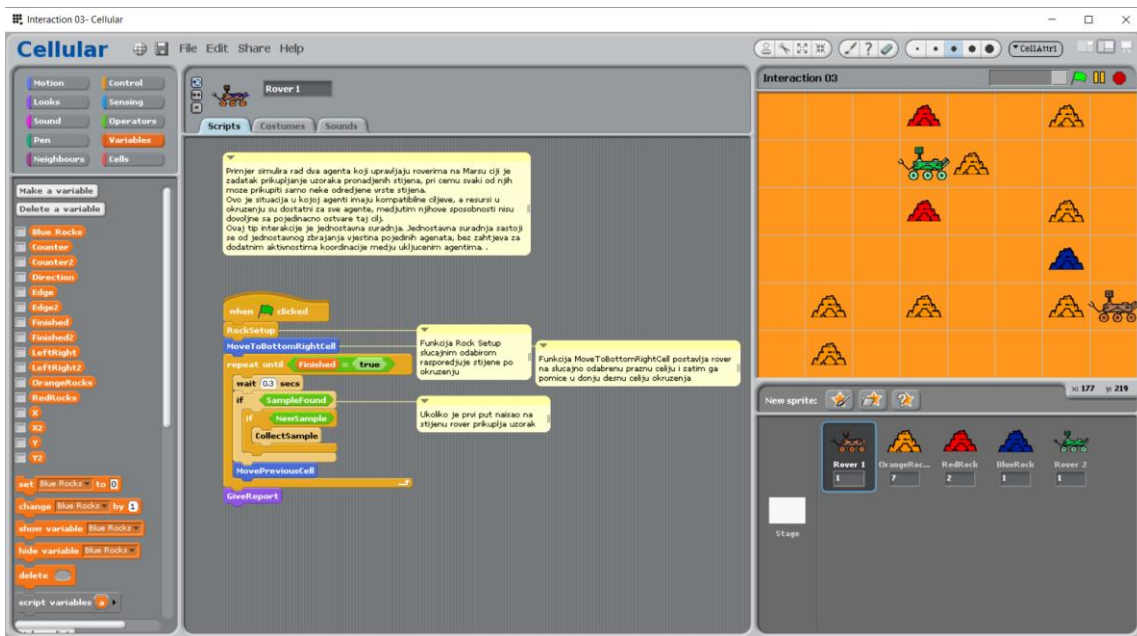 Interaction 03- Cellular
Cellular
File Edit Share Help
CellAttr1
Motion
Control
Looks
Sensing
Sound
Operators
Pen
Variables
Neighbours
Cells
Make a variable
Delete a variable
Blue Rocks
Counter
Counter2
Direction
Edge
Edge2
Finished
Finished2
LeftRight
LeftRight2
OrangeRocks
RedRocks
X
X2
Y
Y2
set Blue Rocks to 0
change Blue Rocks by 1
show variable Blue Rocks
hide variable Blue Rocks
delete
script variables a
Rover 1
Scripts Costumes Sounds
Primjer simulira rad dva agenta koji upravljaju roverima na Marsu ciji je
zadatak prikupljanje uzoraka pronadjenih stijena, pri cemu svaki od njih
moze prikupiti samo neke odredjene vrste stijena.
Ovo je situacija u kojoj agenti imaju kompatibilne ciljeve, a resursi u
okruzenju su dostatni za sve agente, medjutim njihove sposobnosti nisu
dovoljne sa pojedinacno ostvare taj cilj.
Ovaj tip interakcije je jednostavna suradnja. Jednostavna suradnja sastoji
se od jednostavnog zbrajanja vjestina pojedinih agenata, bez zahtjeva za
dodatnim aktivnostima koordinacije medju ukljucenim agentima. .
when clicked
RockSetup
MoveToBottomRightCell
repeat until Finished = true
wait 0.3 secs
if SampleFound
if NewSample
CollectSample
MovePreviousCell
GiveReport
Funkcija Rock Setup
slucajnim odabirom
rasporedjuje stijene po
okruzenju
Funkcija MoveToBottomRightCell postavlja rover
na slucajno odabrenu praznu celiju i zatim ga
pomice u donju desnu celiju okruzenja
Ukoliko je prvi put naisao na
stijenu rover prikuplja uzorak
Interaction 03
x: 177 y: 219
New sprite:
Rover 1
1
OrangeRoc...
7
RedRock
2
BlueRock
1
Rover 2
1
Stage